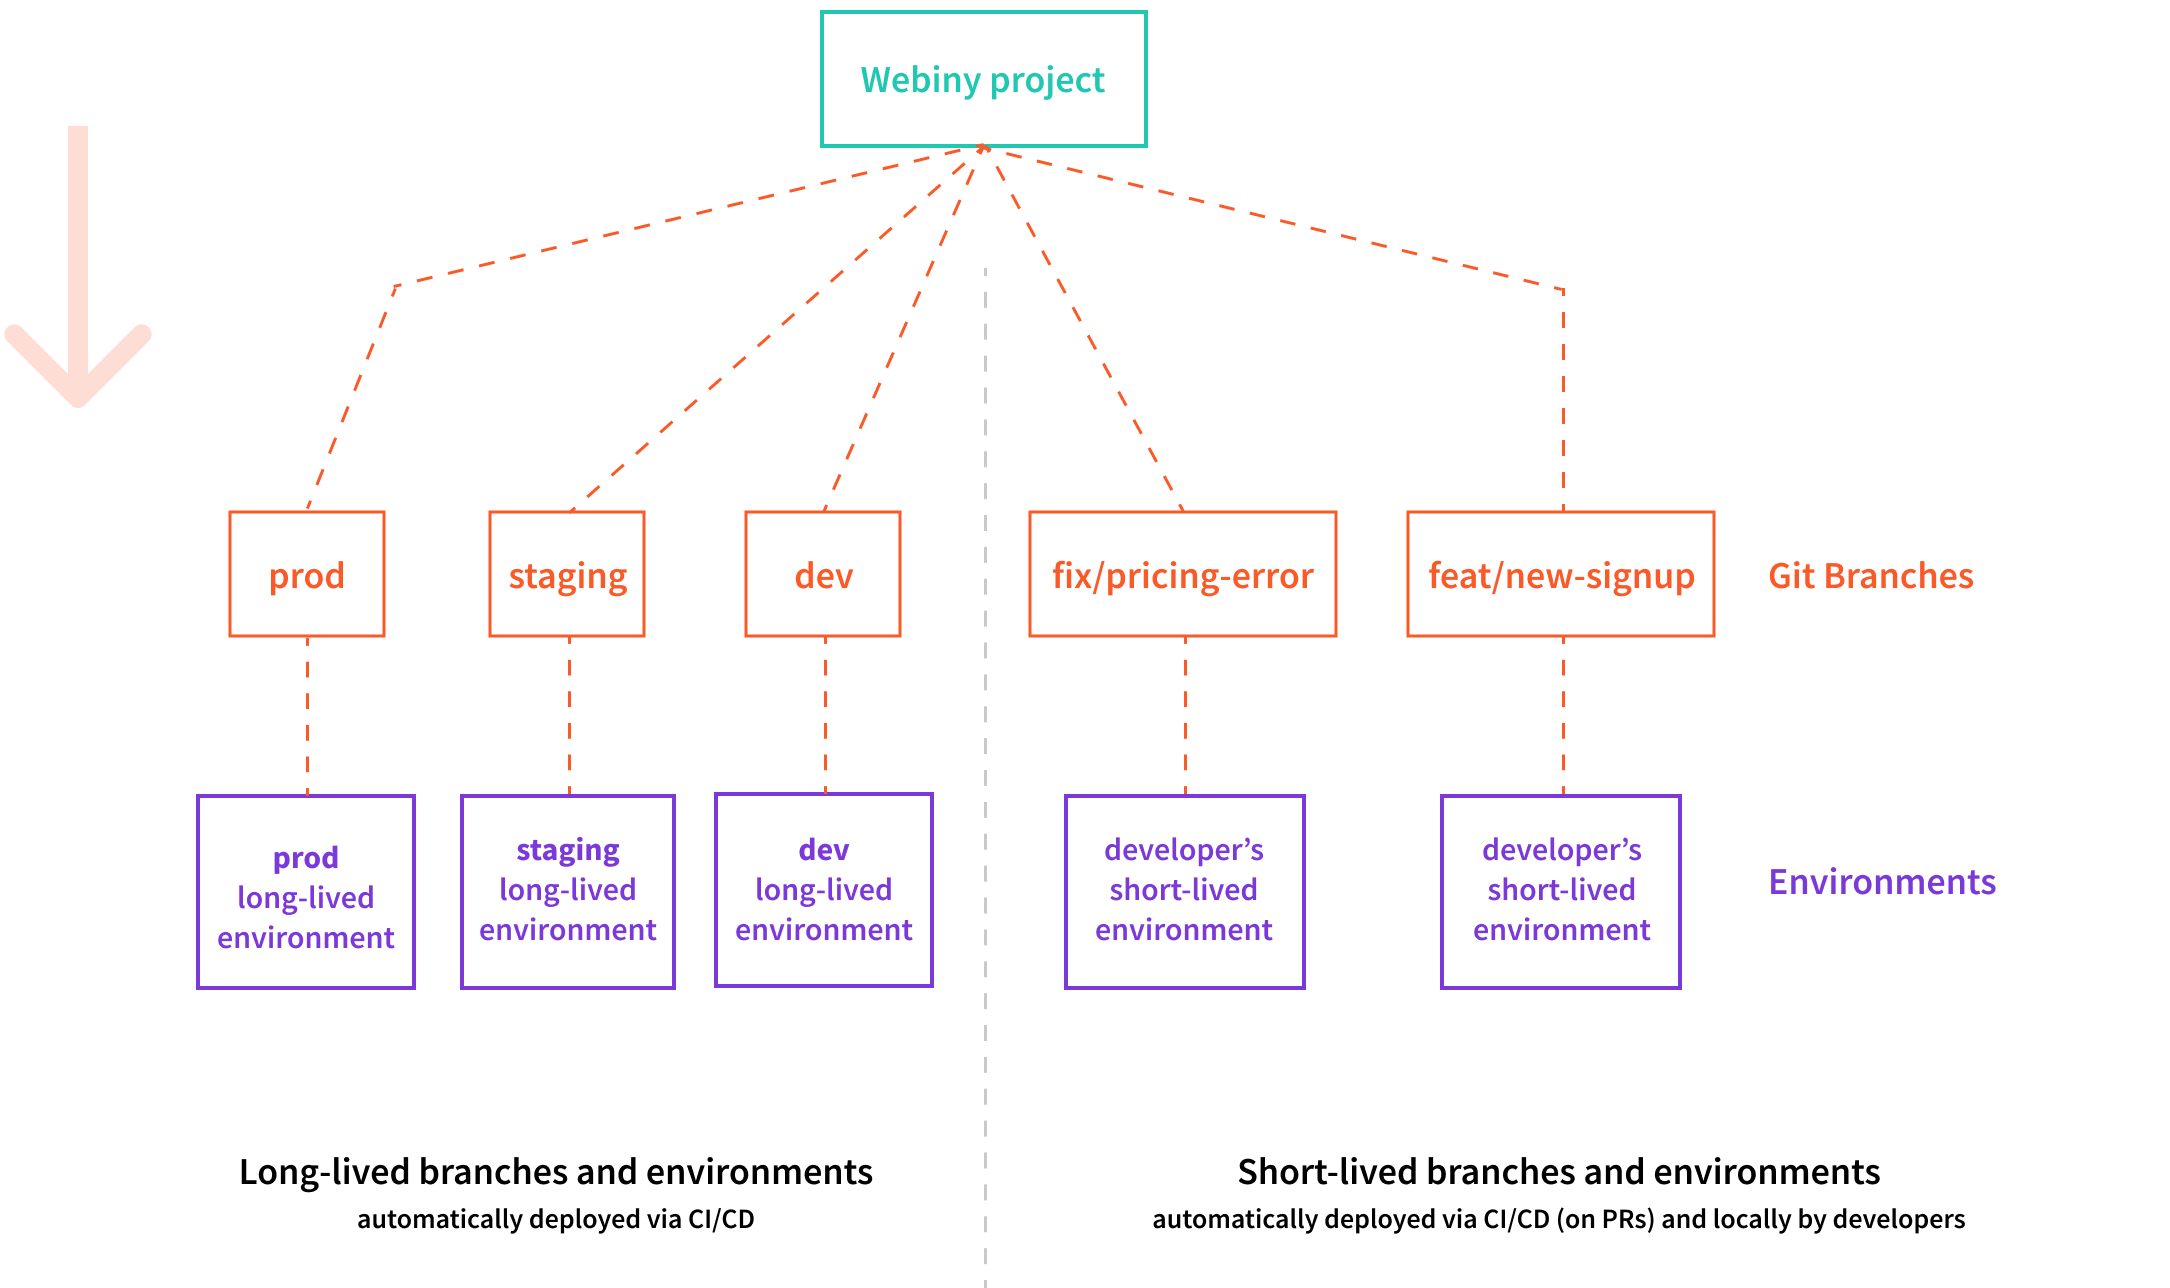 Webiny project
prod
staging
dev
fix/pricing-error
feat/new-signup
Git Branches
prod
long-lived
environment
staging
long-lived
environment
dev
long-lived
environment
developer’s
short-lived
environment
developer’s
short-lived
environment
Environments
Long-lived branches and environments
automatically deployed via CI/CD
Short-lived branches and environments
automatically deployed via CI/CD (on PRs) and locally by developers